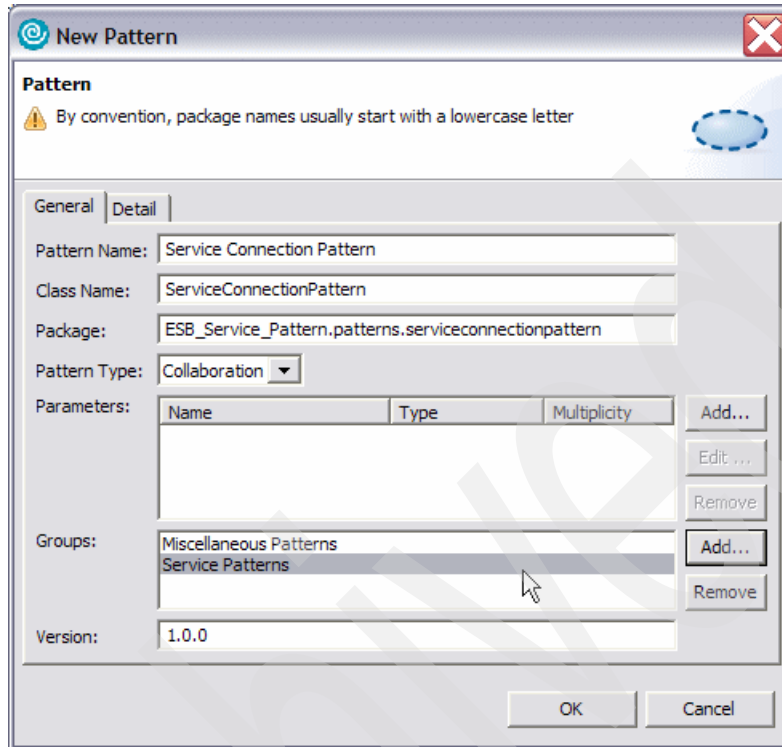 New Pattern
Pattern
By convention, package names usually start with a lowercase letter
General Detail
Pattern Name: Service Connection Pattern
Class Name: ServiceConnectionPattern
Package: ESB_Service_Pattern.patterns.serviceconnectionpattern
Pattern Type: Collaboration
Parameters: Name Type Multiplicity Add...
Edit ...
Remove
Groups: Miscellaneous Patterns Add...
Service Patterns
Remove
Version: 1.0.0
OK Cancel